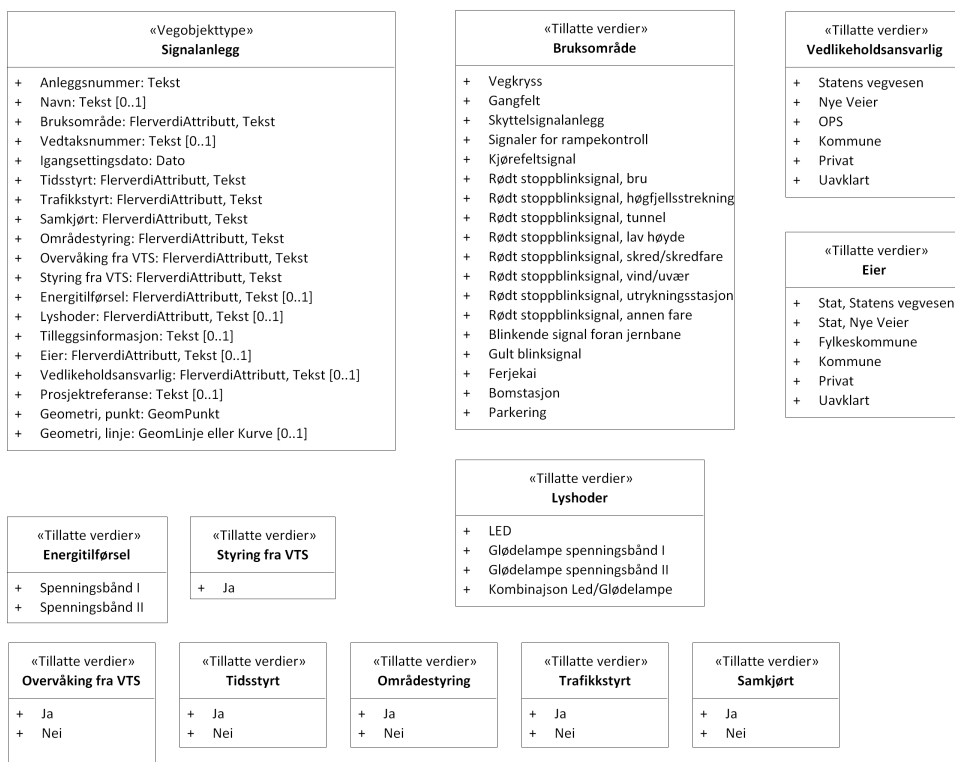 «Vegobjekttype»
Signalanlegg
+ Anleggsnummer: Tekst
+ Navn: Tekst [0..1]
+ Bruksområde: FlerverdiAttributt, Tekst
+ Vedtaksnummer: Tekst [0..1]
+ Igangsettingsdato: Dato
+ Tidsstyrt: FlerverdiAttributt, Tekst
+ Trafikkstyrt: FlerverdiAttributt, Tekst
+ Samkjørt: FlerverdiAttributt, Tekst
+ Områdestyring: FlerverdiAttributt, Tekst
+ Overvåking fra VTS: FlerverdiAttributt, Tekst
+ Styring fra VTS: FlerverdiAttributt, Tekst
+ Energitilførsel: FlerverdiAttributt, Tekst [0..1]
+ Lyshoder: FlerverdiAttributt, Tekst [0..1]
+ Tilleggsinformasjon: Tekst [0..1]
+ Eier: FlerverdiAttributt, Tekst [0..1]
+ Vedlikeholdsansvarlig: FlerverdiAttributt, Tekst [0..1]
+ Prosjektreferanse: Tekst [0..1]
+ Geometri, punkt: GeomPunkt
+ Geometri, linje: GeomLinje eller Kurve [0..1]
«Tillatte verdier»
Bruksområde
+ Vegkryss
+ Gangfelt
+ Skyttelsignalanlegg
+ Signaler for rampekontroll
+ Kjørefeltsignal
+ Rødt stoppblinksignal, bru
+ Rødt stoppblinksignal, høgfjellsstrekning
+ Rødt stoppblinksignal, tunnel
+ Rødt stoppblinksignal, lav høyde
+ Rødt stoppblinksignal, skred/skredfare
+ Rødt stoppblinksignal, vind/uvær
+ Rødt stoppblinksignal, utrykningsstasjon
+ Rødt stoppblinksignal, annen fare
+ Blinkende signal foran jernbane
+ Gult blinksignal
+ Ferjekai
+ Bomstasjon
+ Parkering
«Tillatte verdier»
Vedlikeholdsansvarlig
+ Statens vegvesen
+ Nye Veier
+ OPS
+ Kommune
+ Privat
+ Uavklart
«Tillatte verdier»
Eier
+ Stat, Statens vegvesen
+ Stat, Nye Veier
+ Fylkeskommune
+ Kommune
+ Privat
+ Uavklart
«Tillatte verdier»
Lyshoder
+ LED
+ Glødelampe spenningsbånd I
+ Glødelampe spenningsbånd II
+ Kombinajson Led/Glødelampe
«Tillatte verdier»
Energitilførsel
+ Spenningsbånd I
+ Spenningsbånd II
«Tillatte verdier»
Styring fra VTS
+ Ja
«Tillatte verdier»
Overvåking fra VTS
+ Ja
+ Nei
«Tillatte verdier»
Tidsstyrt
+ Ja
+ Nei
«Tillatte verdier»
Områdestyring
+ Ja
+ Nei
«Tillatte verdier»
Trafikkstyrt
+ Ja
+ Nei
«Tillatte verdier»
Samkjørt
+ Ja
+ Nei